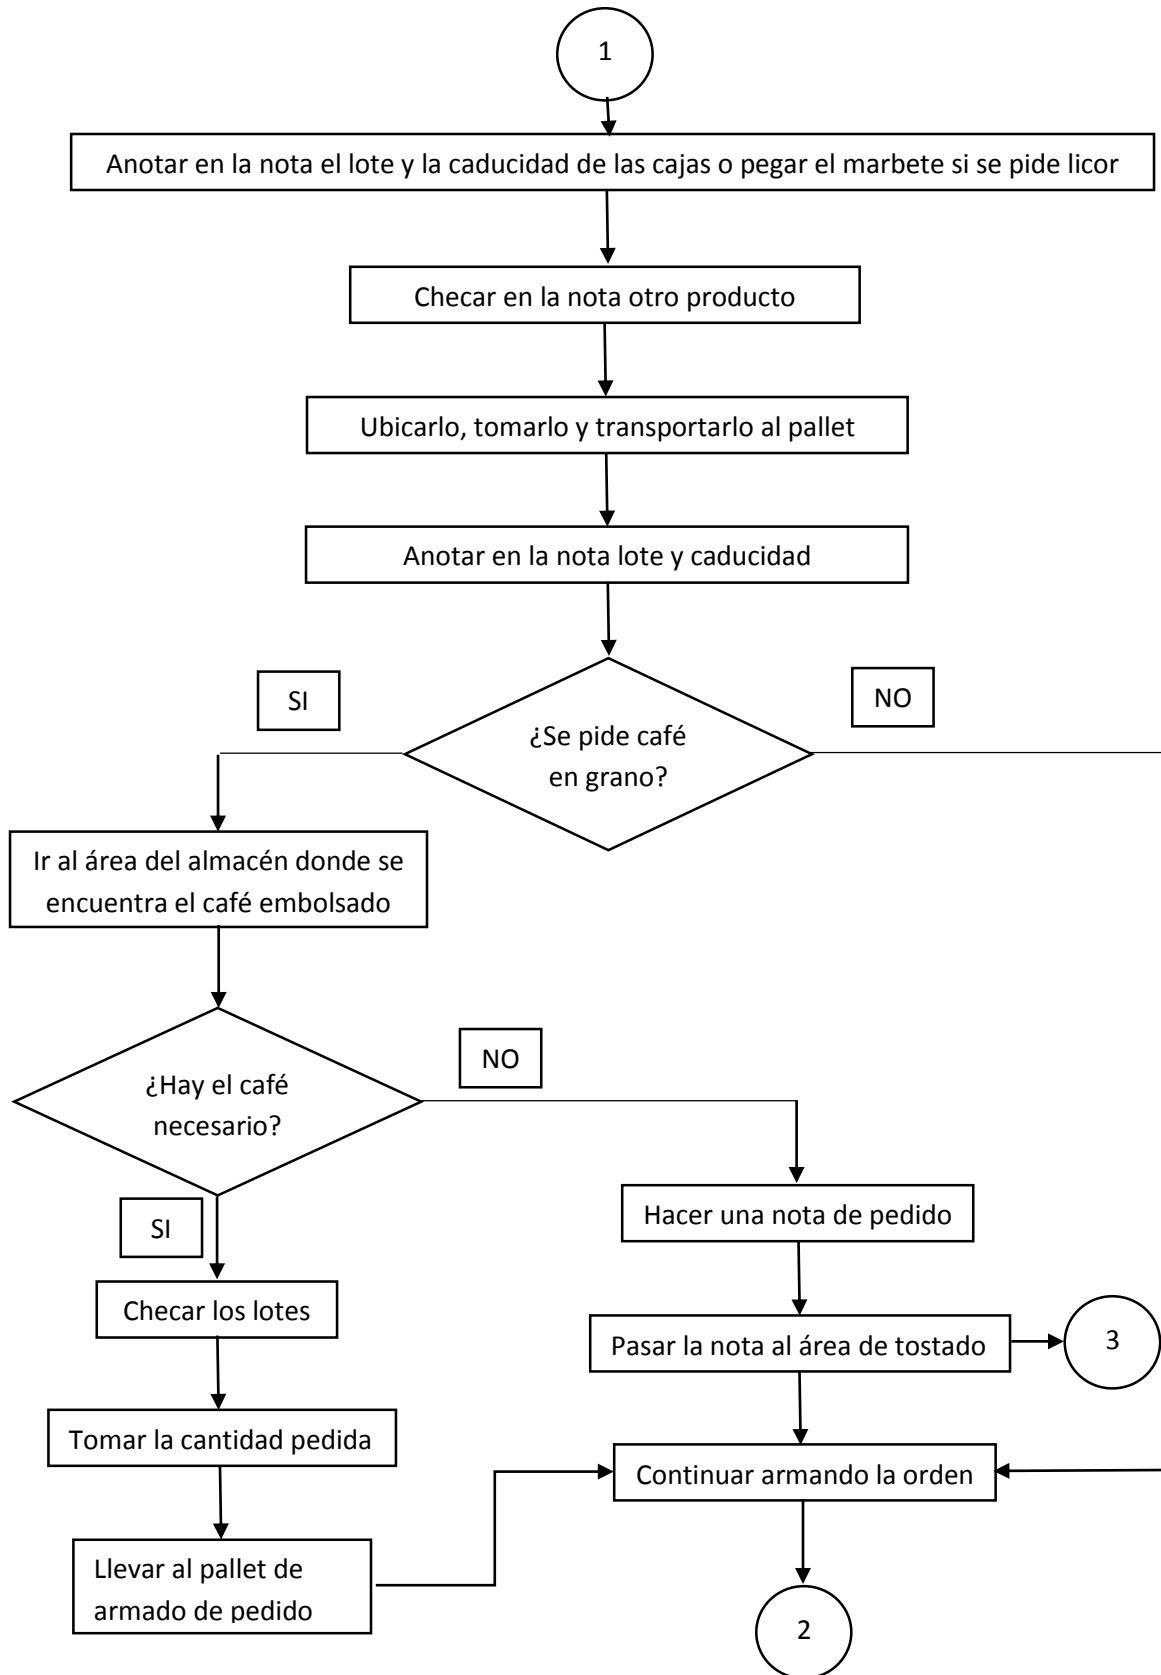 1
Anotar en la nota el lote y la caducidad de las cajas o pegar el marbete si se pide licor
Checar en la nota otro producto
Ubicarlo, tomarlo y transportarlo al pallet
Anotar en la nota lote y caducidad
SI
NO
¿Se pide café
en grano?
Ir al área del almacén donde se
encuentra el café embolsado
NO
¿Hay el café
necesario?
SI
Hacer una nota de pedido
Checar los lotes
Pasar la nota al área de tostado
3
Tomar la cantidad pedida
Continuar armando la orden
Llevar al pallet de
armado de pedido
2